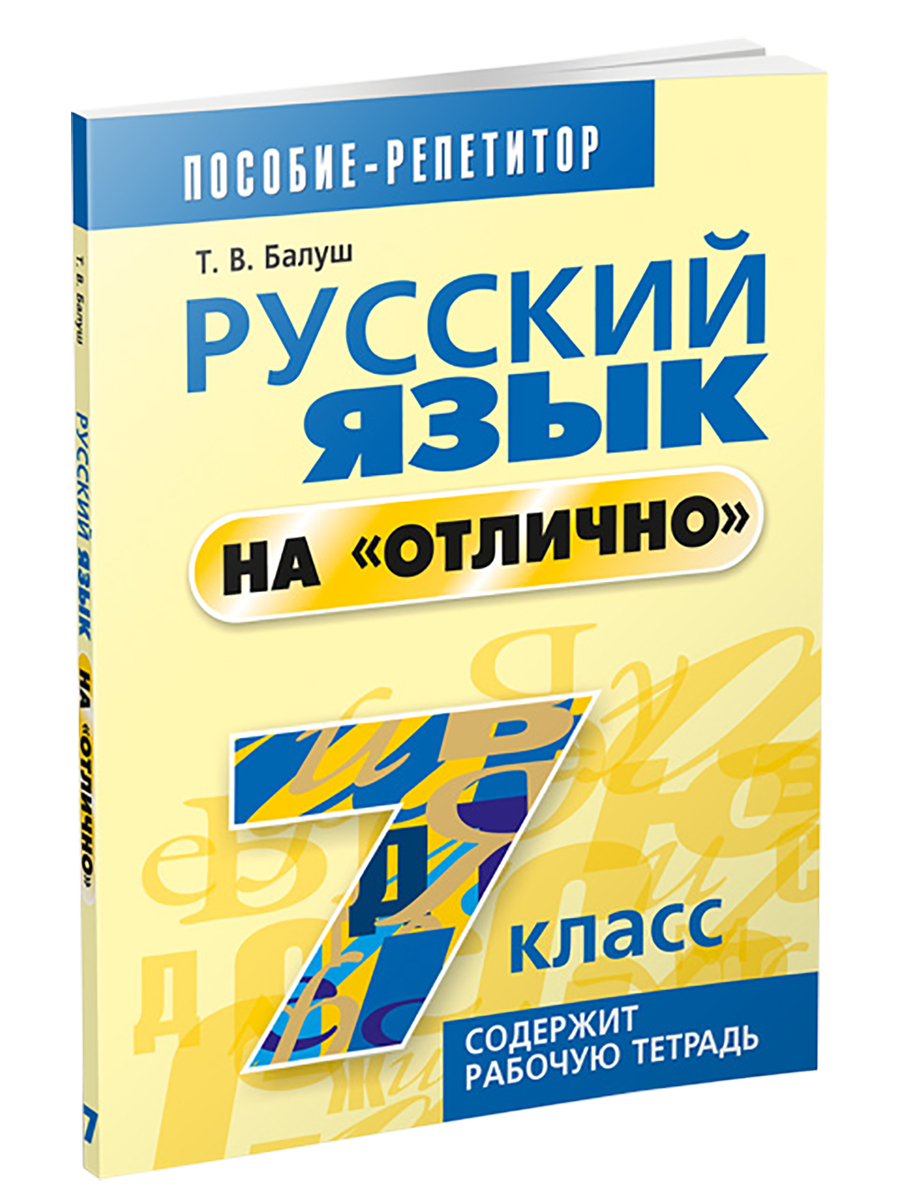 ПОСОБИЕ-РЕПЕТИТОР
Т. В. Балуш
РУССКИЙ
ЯЗЫК
НА «ОТЛИЧНО»
7
класс
СОДЕРЖИТ
РАБОЧУЮ ТЕТРАДЬ
Т. В. Балуш
РУССКИЙ ЯЗЫК НА «ОТЛИЧНО»
7